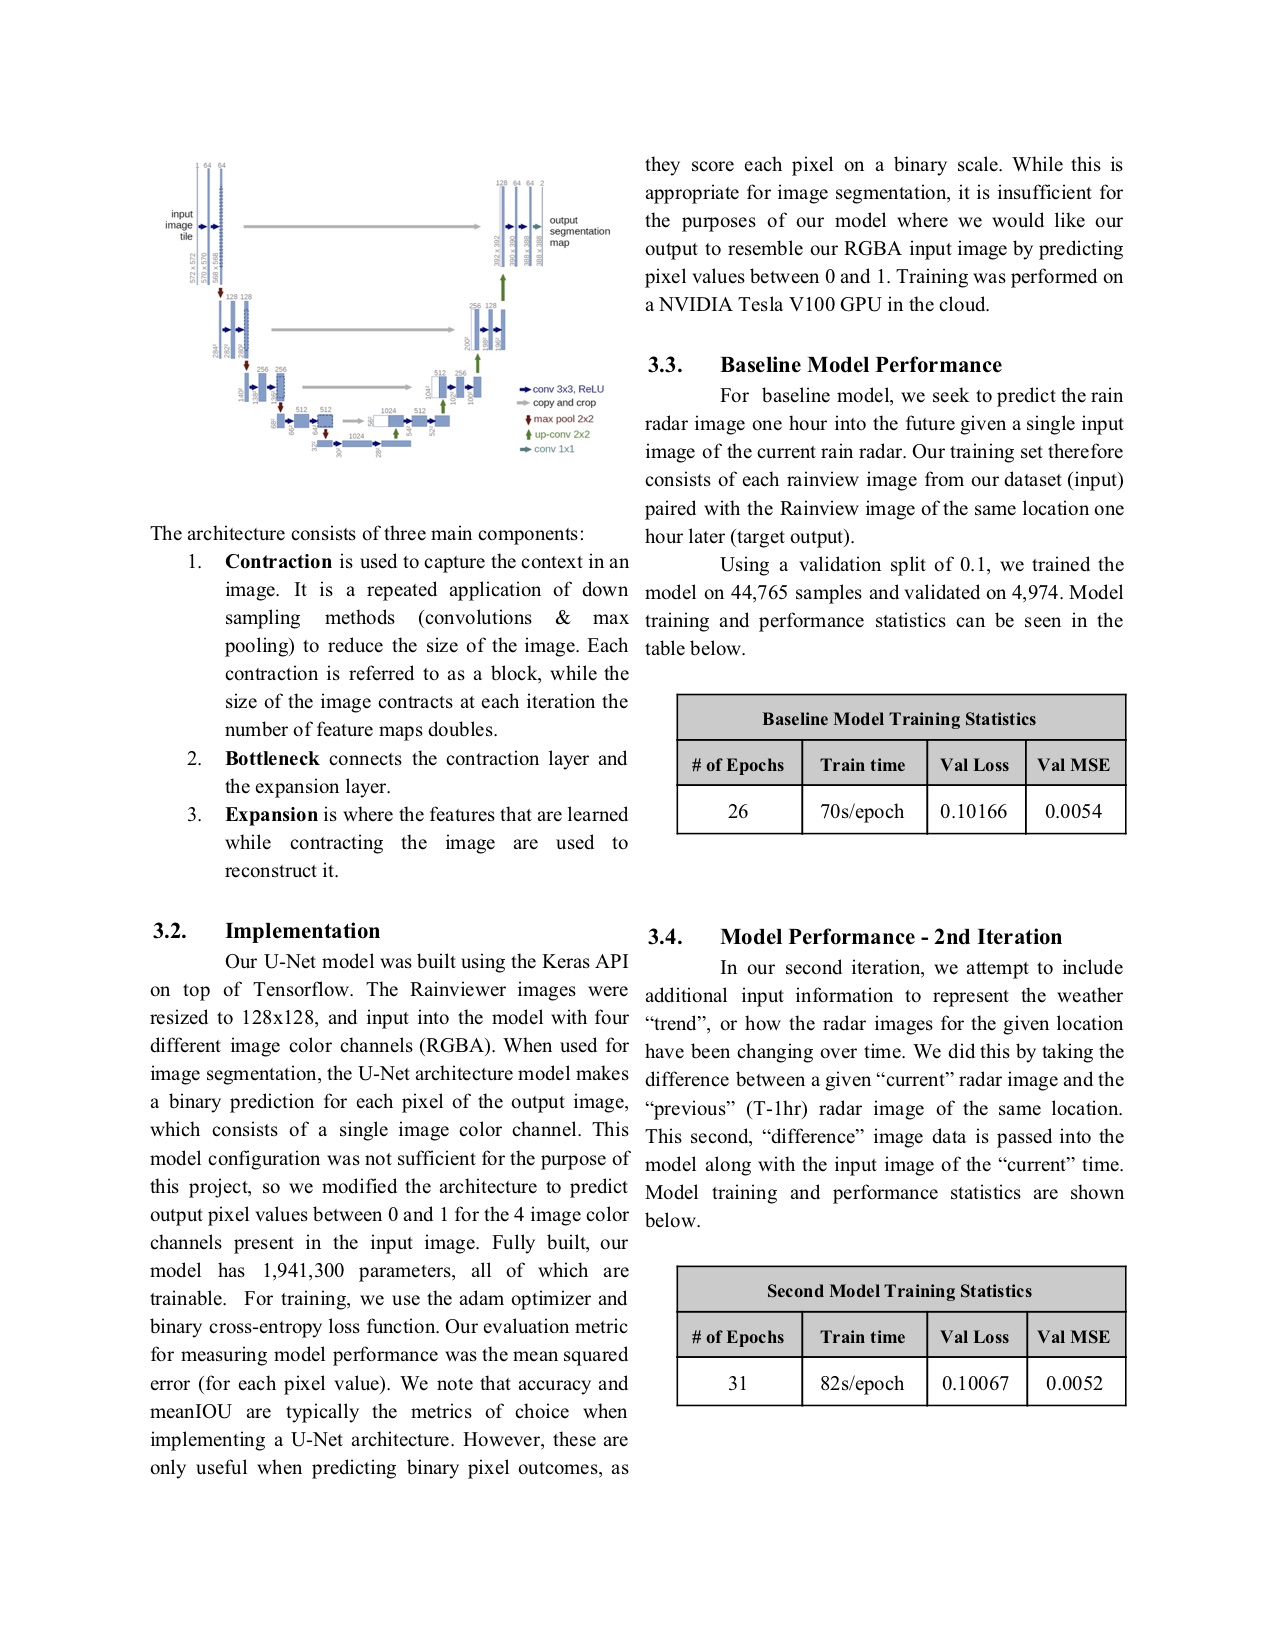 1 64 64
128 64 64 2
input
image
tile
output
segmentation
map
572 x 572
570 x 570
568 x 568
392 x 392
390 x 390
388 x 388
388 x 388
128 128
256 128
284²
282²
280²
200²
198²
196²
256 256
512 256
140²
138²
136²
104²
102²
100²
512 512
1024 512
68²
66²
64²
56²
54²
52²
1024
32²
30²
28²
conv 3x3, ReLU
copy and crop
max pool 2x2
up-conv 2x2
conv 1x1
The architecture consists of three main components:
1. Contraction is used to capture the context in an
image. It is a repeated application of down
sampling methods (convolutions & max
pooling) to reduce the size of the image. Each
contraction is referred to as a block, while the
size of the image contracts at each iteration the
number of feature maps doubles.
2. Bottleneck connects the contraction layer and
the expansion layer.
3. Expansion is where the features that are learned
while contracting the image are used to
reconstruct it.
3.2. Implementation
Our U-Net model was built using the Keras API
on top of Tensorflow. The Rainviewer images were
resized to 128x128, and input into the model with four
different image color channels (RGBA). When used for
image segmentation, the U-Net architecture model makes
a binary prediction for each pixel of the output image,
which consists of a single image color channel. This
model configuration was not sufficient for the purpose of
this project, so we modified the architecture to predict
output pixel values between 0 and 1 for the 4 image color
channels present in the input image. Fully built, our
model has 1,941,300 parameters, all of which are
trainable. For training, we use the adam optimizer and
binary cross-entropy loss function. Our evaluation metric
for measuring model performance was the mean squared
error (for each pixel value). We note that accuracy and
meanIOU are typically the metrics of choice when
implementing a U-Net architecture. However, these are
only useful when predicting binary pixel outcomes, as
they score each pixel on a binary scale. While this is
appropriate for image segmentation, it is insufficient for
the purposes of our model where we would like our
output to resemble our RGBA input image by predicting
pixel values between 0 and 1. Training was performed on
a NVIDIA Tesla V100 GPU in the cloud.
3.3. Baseline Model Performance
For baseline model, we seek to predict the rain
radar image one hour into the future given a single input
image of the current rain radar. Our training set therefore
consists of each rainview image from our dataset (input)
paired with the Rainview image of the same location one
hour later (target output).
Using a validation split of 0.1, we trained the
model on 44,765 samples and validated on 4,974. Model
training and performance statistics can be seen in the
table below.
Baseline Model Training Statistics
# of Epochs Train time Val Loss Val MSE
26 70s/epoch 0.10166 0.0054
3.4. Model Performance - 2nd Iteration
In our second iteration, we attempt to include
additional input information to represent the weather
“trend”, or how the radar images for the given location
have been changing over time. We did this by taking the
difference between a given “current” radar image and the
“previous” (T-1hr) radar image of the same location.
This second, “difference” image data is passed into the
model along with the input image of the “current” time.
Model training and performance statistics are shown
below.
Second Model Training Statistics
# of Epochs Train time Val Loss Val MSE
31 82s/epoch 0.10067 0.0052